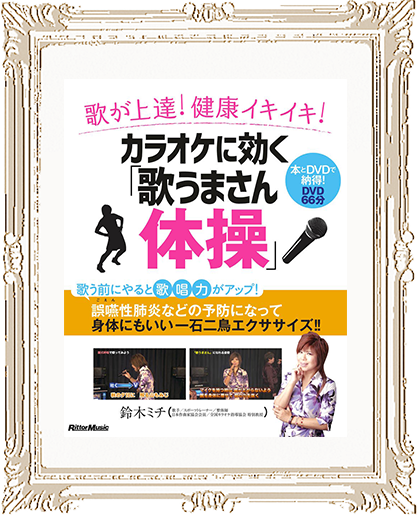 歌が上達!健康イキイキ!
カラオケに効く
「歌うまさん
体操」
本とDVDで
納得!
DVD
66分
歌う前にやると歌唱力がアップ!
ごえん
誤嚥性肺炎などの予防になって
身体にもいい一石二鳥エクササイズ!!
鈴木ミチ
RittorMusic